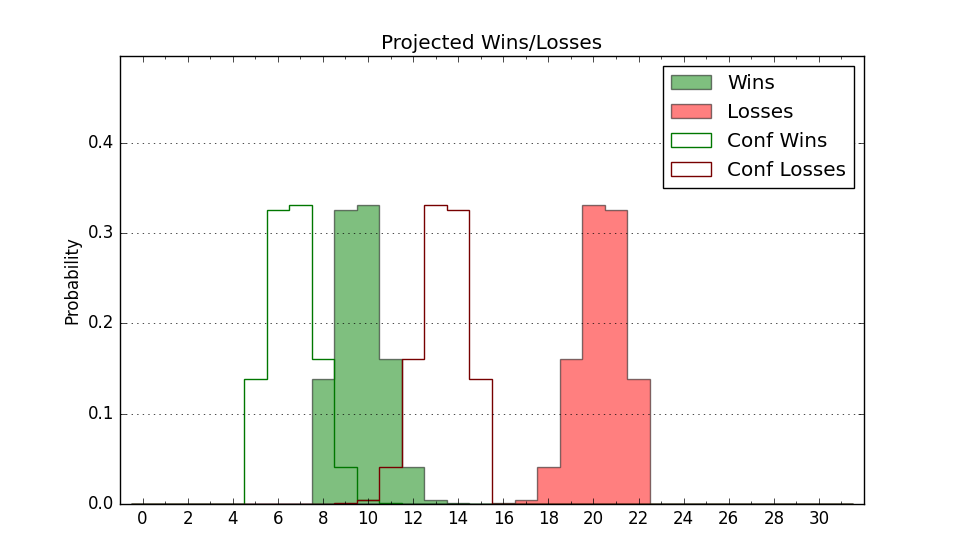 Projected Wins/Losses
Wins
Losses
Conf Wins
Conf Losses
Probability
0.4
0.3
0.2
0.1
0.0
0 2 4 6 8 10 12 14 16 18 20 22 24 26 28 30